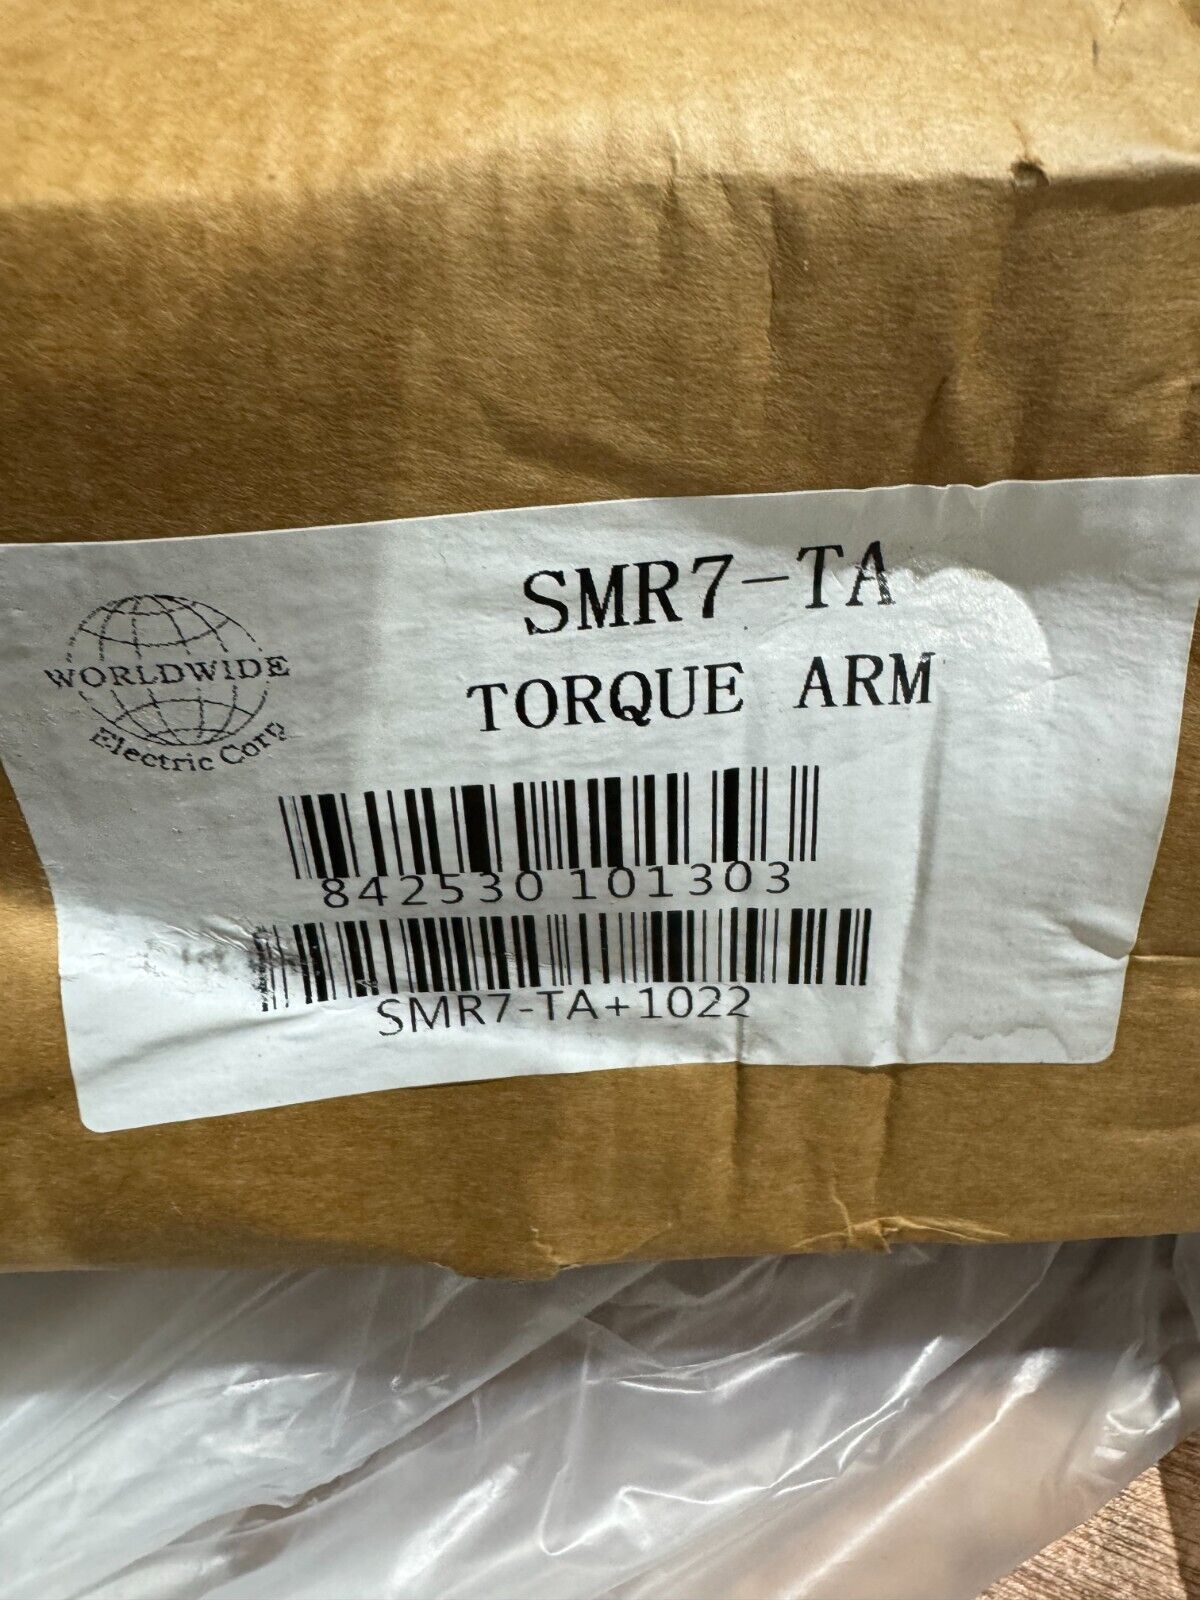 SMR7-TA
TORQUE ARM
WORLDWIDE
Electric Corp
842530 101303
SMR7-TA+1022